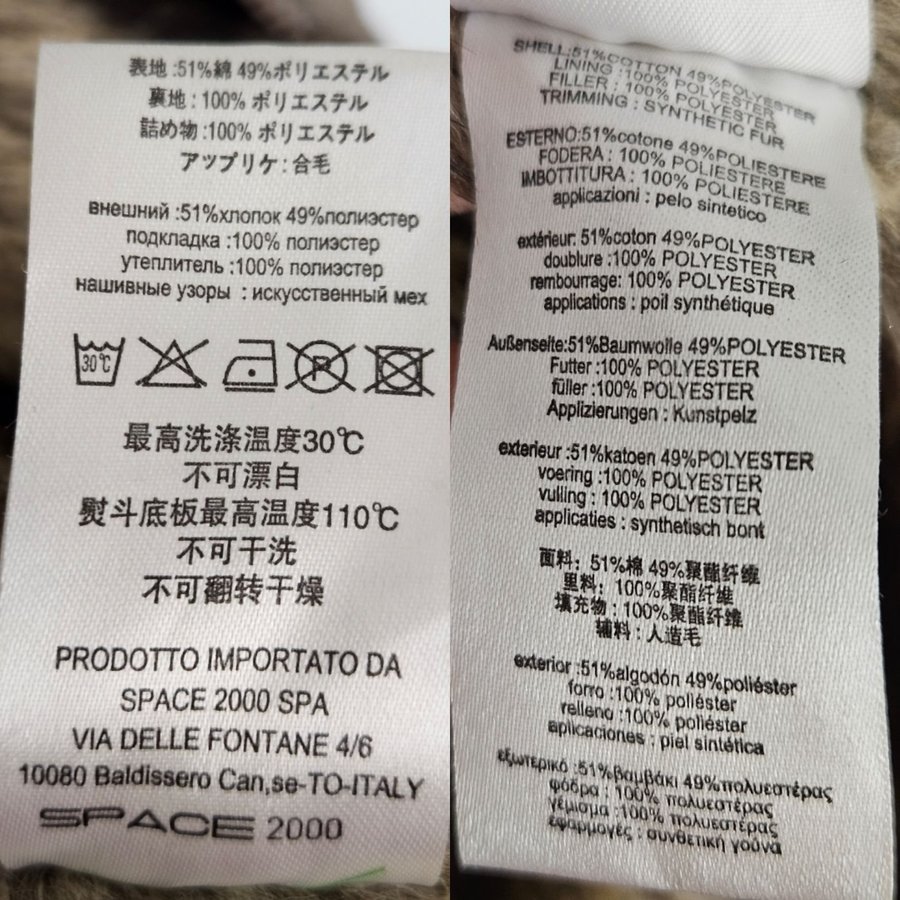 表地 :51%綿 49%ポリエステル
裏地 : 100% ポリエステル
詰め物 :100% ポリエステル
アップリケ : 合毛
внешний :51%хлопок 49%полиэстер
подкладка :100% полиэстер
утеплитель :100% полиэстер
нашивные узоры : искусственный мех
30℃
P
最高洗涤温度30℃
不可漂白
熨斗底板最高温度110℃
不可干洗
不可翻转干燥
PRODOTTO IMPORTATO DA
SPACE 2000 SPA
VIA DELLE FONTANE 4/6
10080 Baldissero Can,se-TO-ITALY
SPACE 2000
SHELL:51%COTTON 49%POLYESTER
LINING :100% POLYESTER
FILLER : 100% POLYESTER
TRIMMING : SYNTHETIC FUR
ESTERNO:51%cotone 49%POLIESTERE
FODERA : 100% POLIESTERE
IMBOTTITURA : 100% POLIESTERE
applicazioni : pelo sintetico
extérieur: 51%coton 49%POLYESTER
doublure :100% POLYESTER
rembourrage: 100% POLYESTER
applications : poil synthétique
Außenseite:51%Baumwolle 49%POLYESTER
Futter :100% POLYESTER
füller :100% POLYESTER
Applizierungen : Kunstpelz
exterieur :51%katoen 49%POLYESTER
voering :100% POLYESTER
vulling : 100% POLYESTER
applicaties : synthetisch bont
面料：51%棉 49%聚酯纤维
里料：100%聚酯纤维
填充物：100%聚酯纤维
辅料：人造毛
exterior :51%algodón 49%poliéster
forro :100% poliéster
relleno :100% poliéster
aplicaciones : piel sintética
εξωτερικό :51%βαμβάκι 49%πολυεστέρας
φόδρα : 100% πολυεστέρας
γέμισμα :100% πολυεστέρας
εφαρμογές : συνθετική γούνα